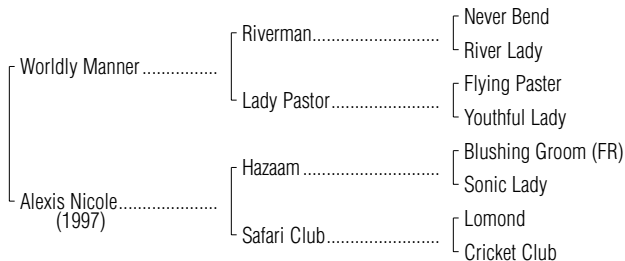 Never Bend
Riverman
River Lady
Worldly Manner
Flying Paster
Lady Pastor
Youthful Lady
Blushing Groom (FR)
Hazaam
Sonic Lady
Alexis Nicole
(1997)
Lomond
Safari Club
Cricket Club